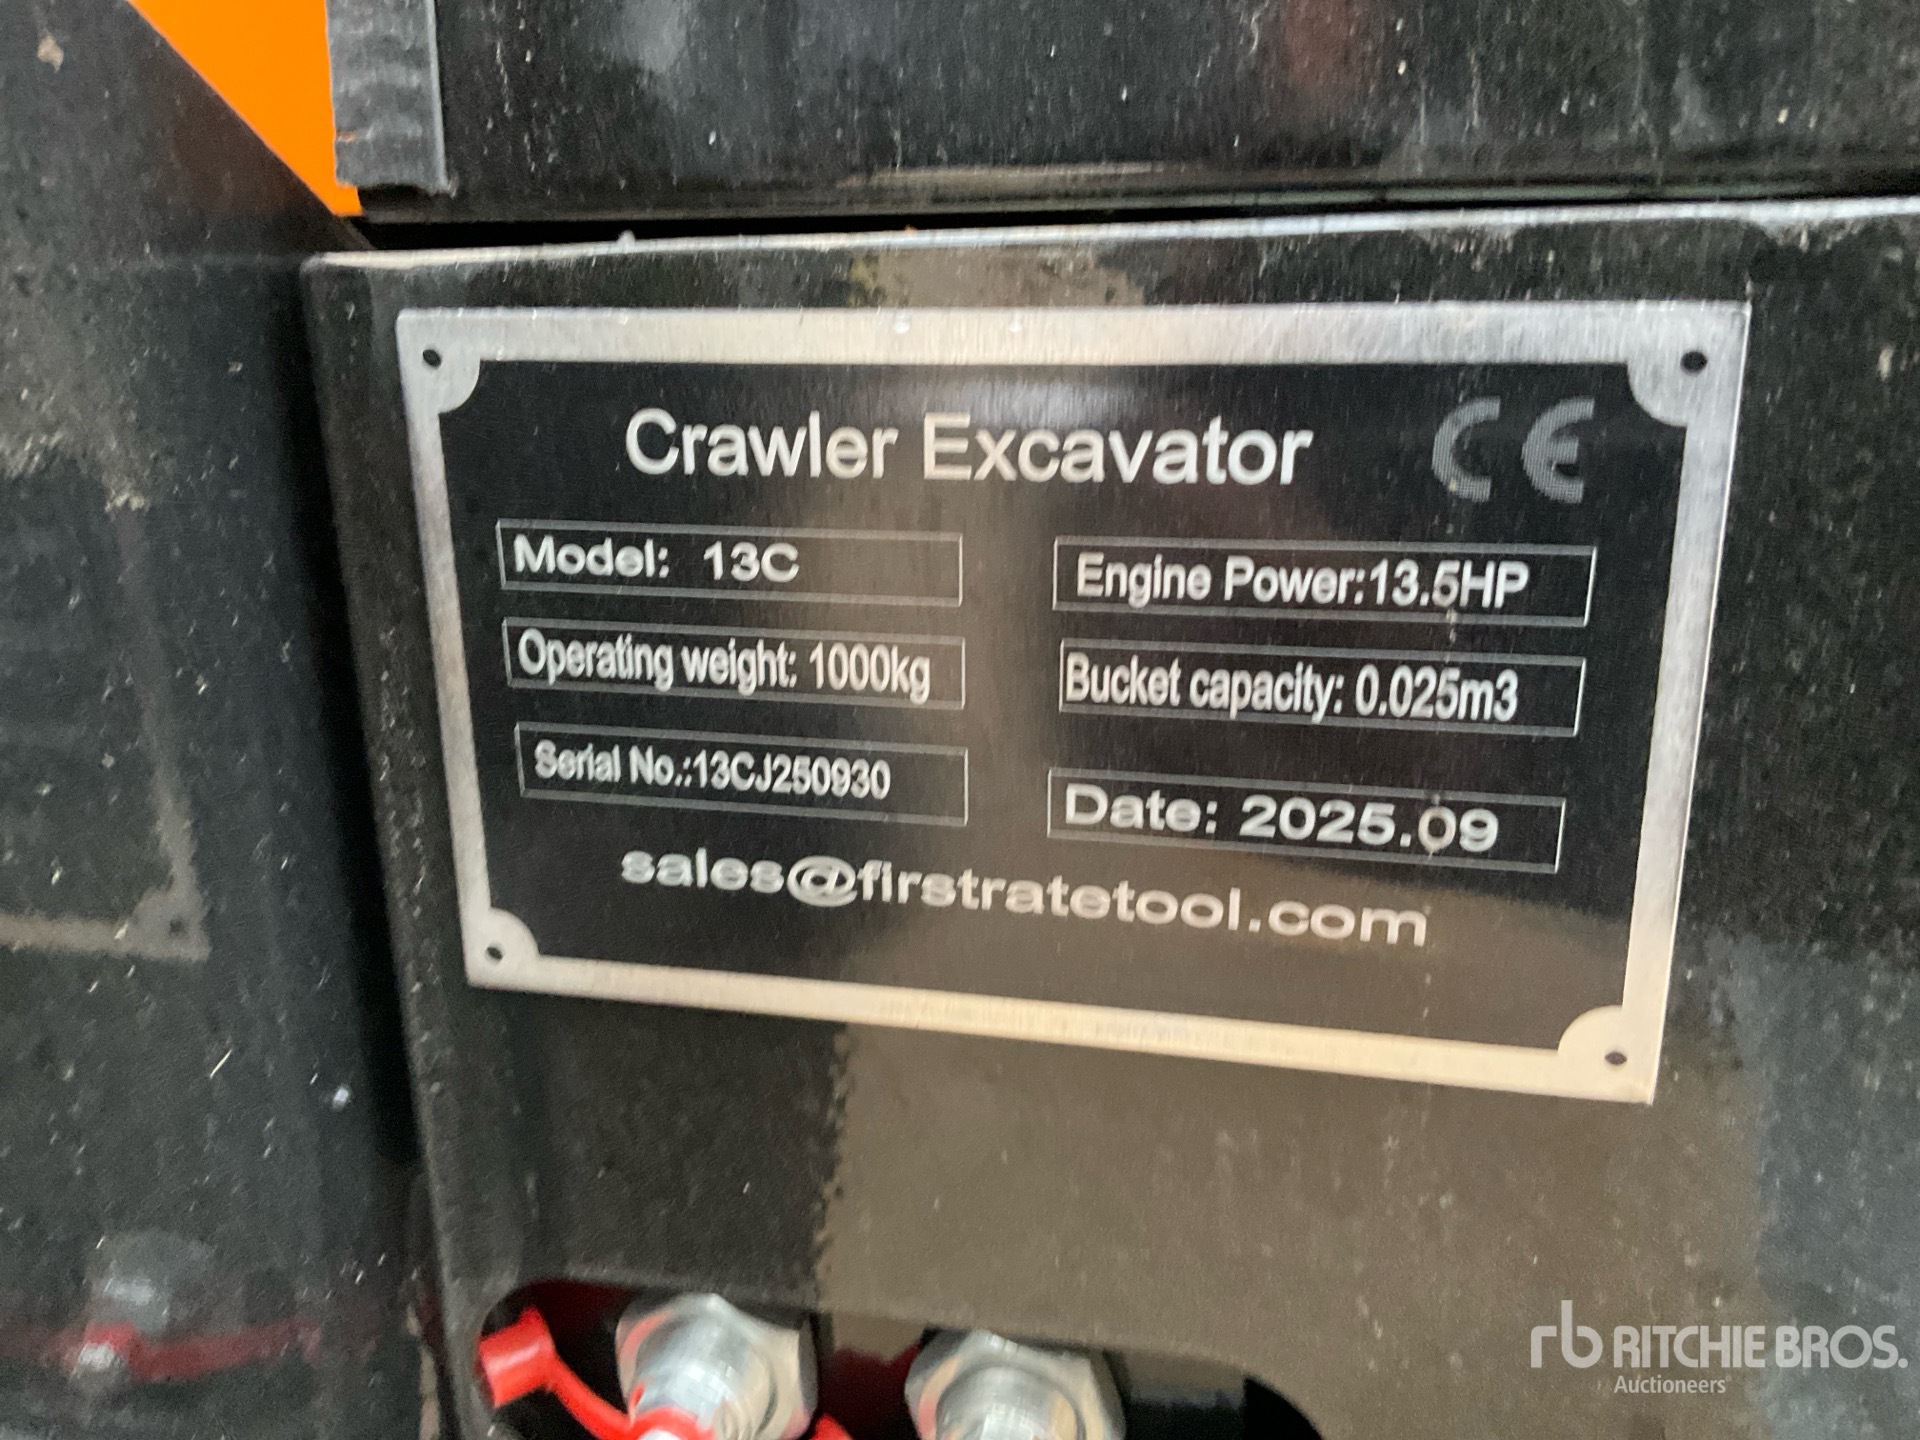 Crawler Excavator CE
Model: 13C
Engine Power:13.5HP
Operating weight: 1000kg
Bucket capacity: 0.025m3
Serial No.:13CJ250930
Date: 2025.09
sales@firstratetool.com
rb RITCHIE BROS.
Auctioneers